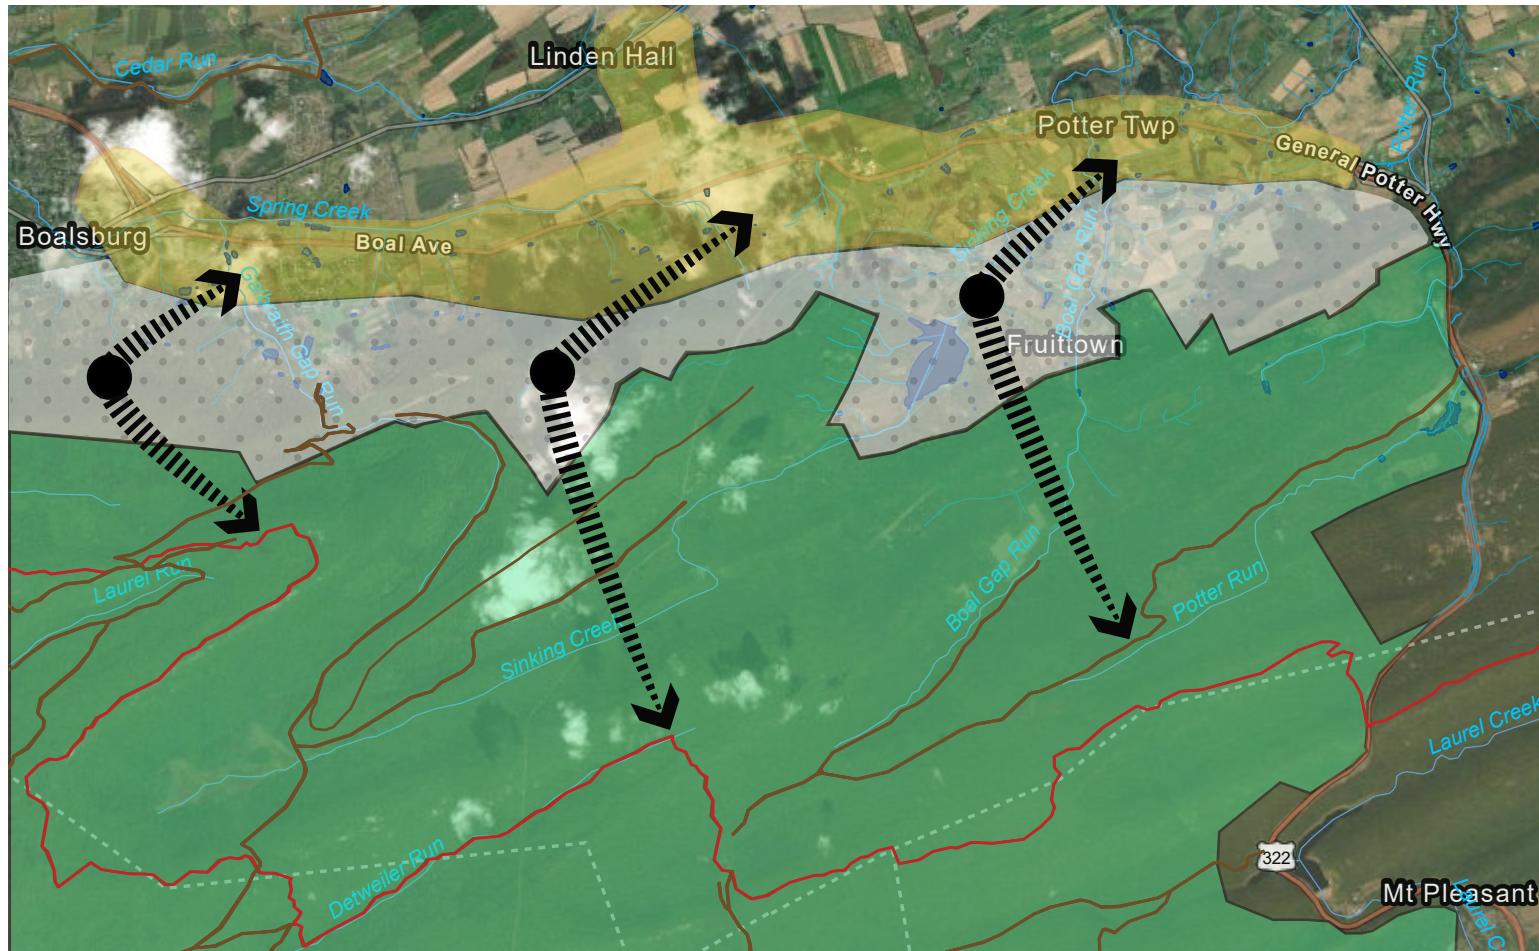 Cedar Run
Linden Hall
Potter Run
Potter Twp
General Potter Hwy
Spring Creek
Boalsburg
Boal Ave
Sinking Creek
Galbraith Gap Run
Boal Gap Run
Fruittown
Laurel Run
Boal Gap Run
Potter Run
Sinking Creek
Laurel Creek
Detweiler Run
322
Mt Pleasant
Laurel C